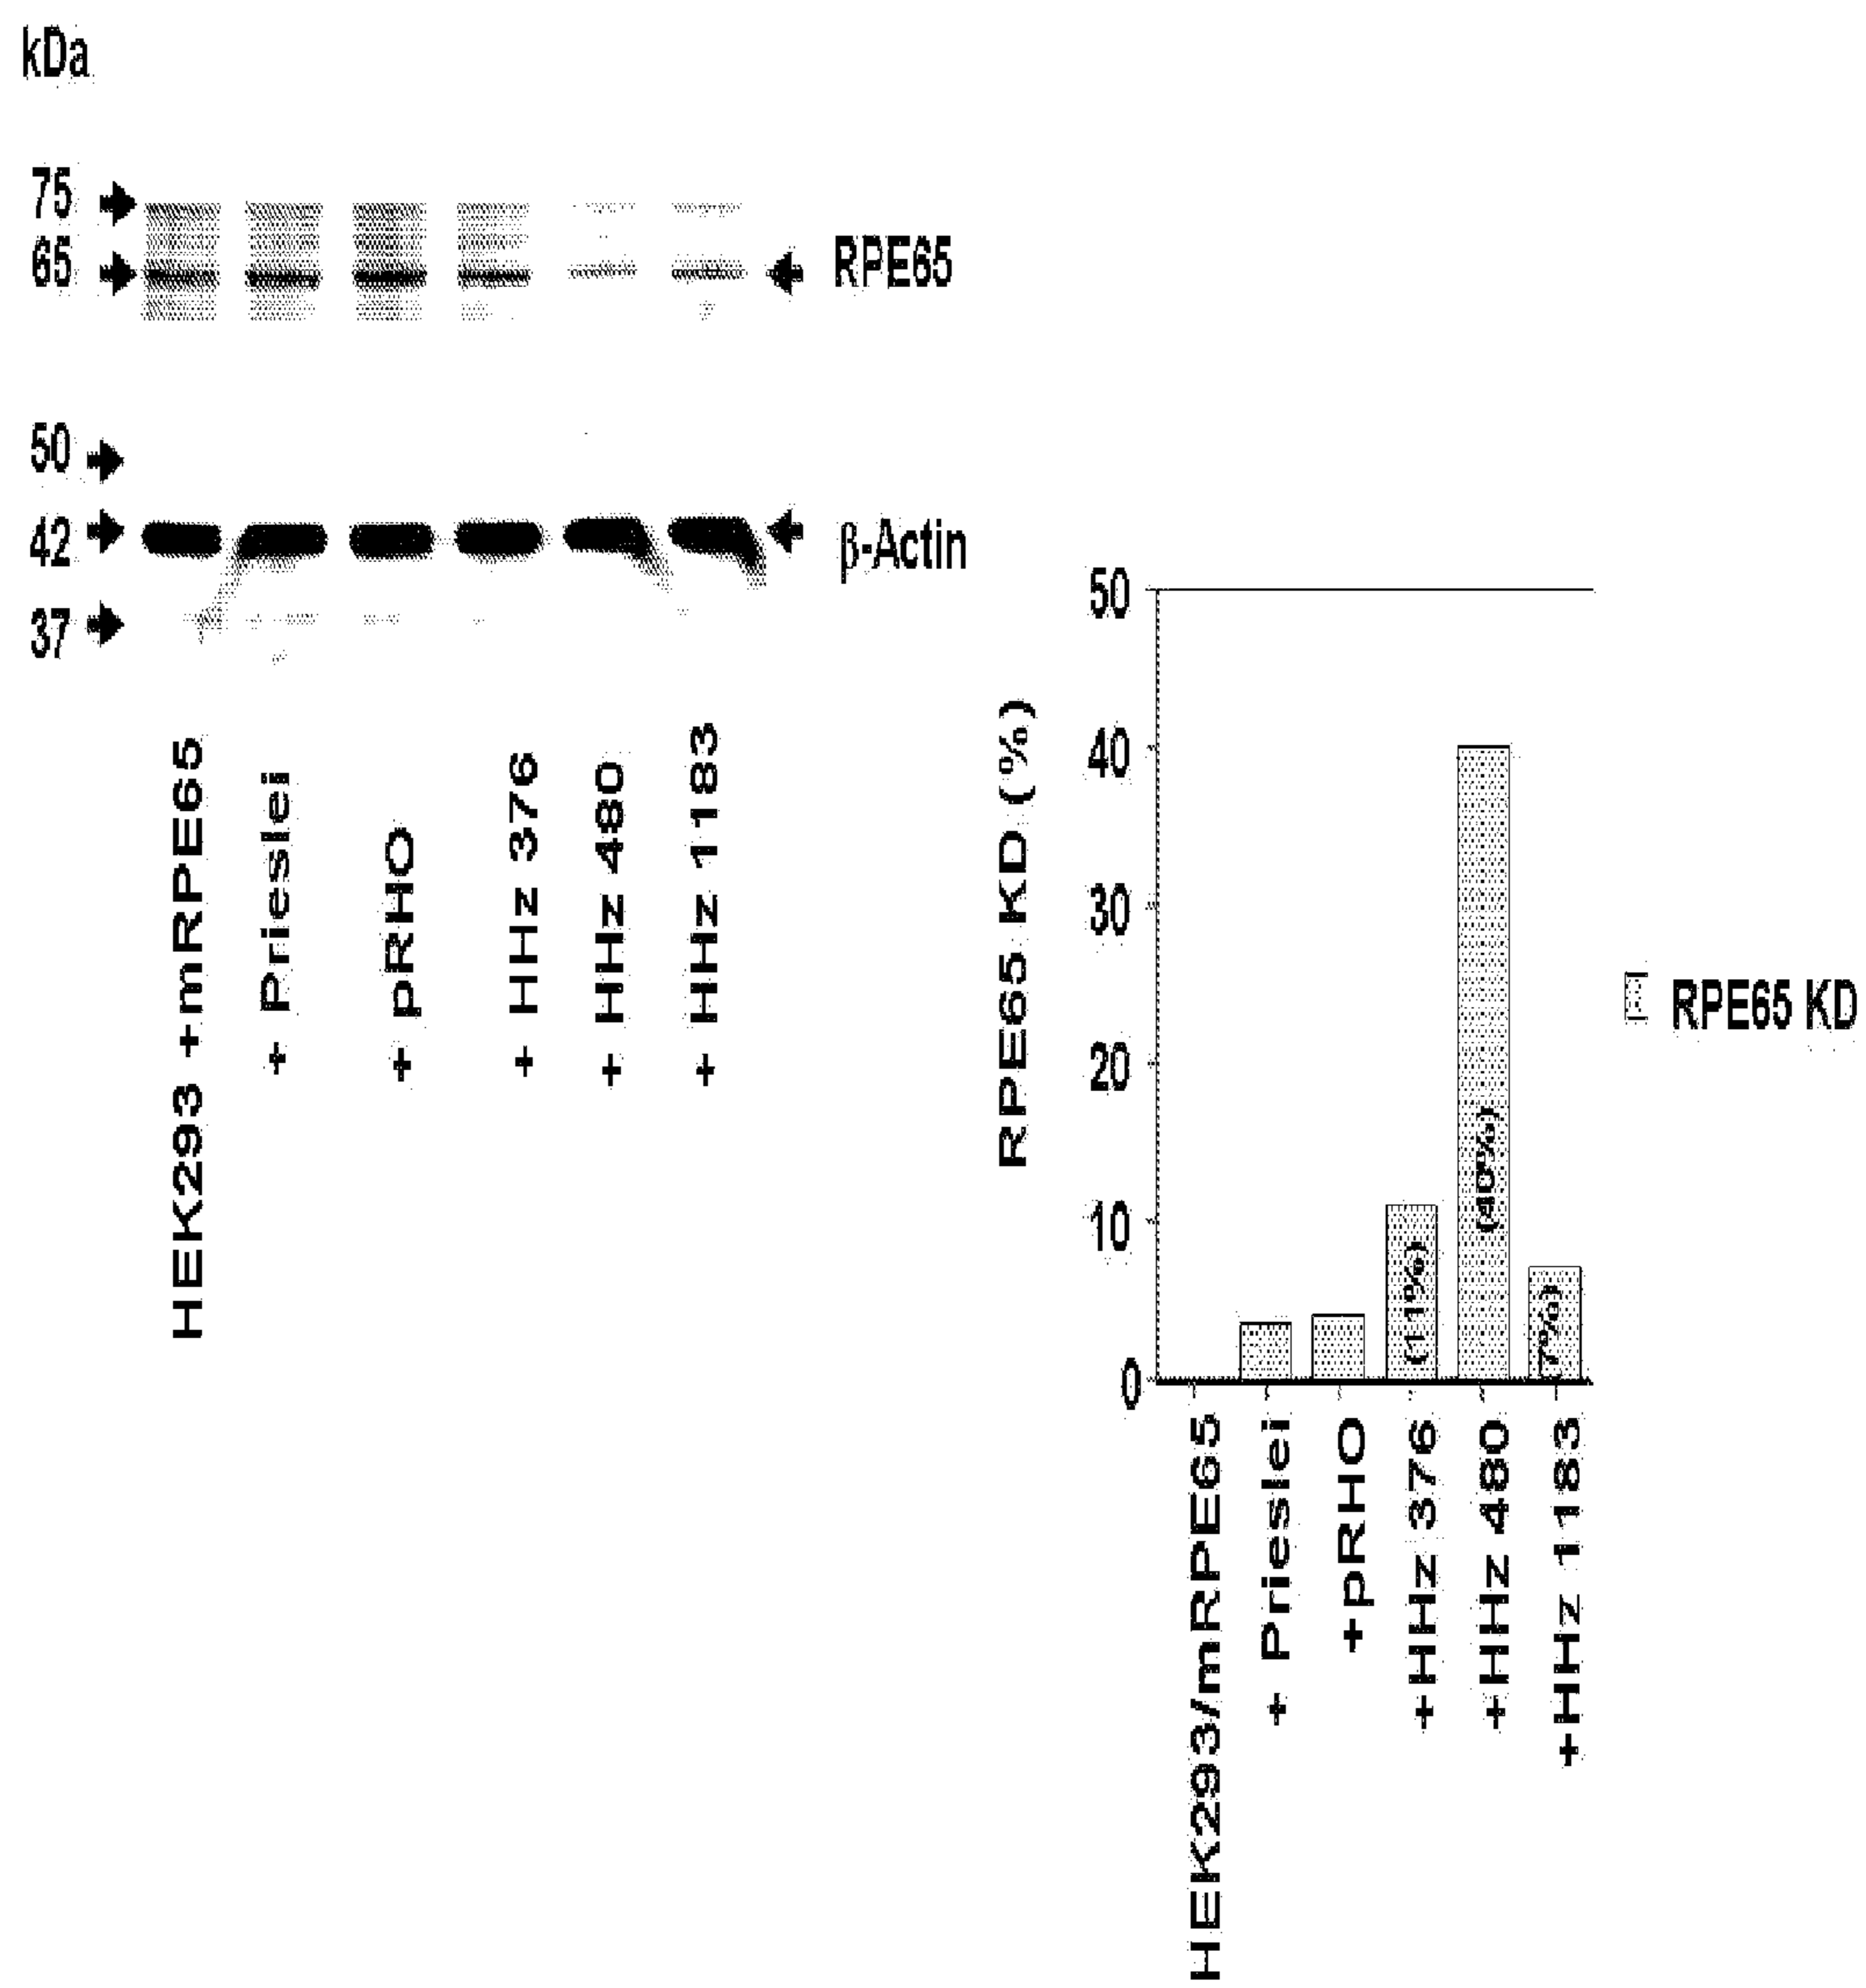 kDa
75
65
RPE65
50
42
β-Actin
37
HEK293 +mRPE65
+ Prieslei
+ pRHO
+ HHz 376
+ HHz 480
+ HHz 1183
RPE65 KD (%)
50
40
30
20
10
0
(11%)
(40%)
(7%)
HEK293/mRPE65
+ Prieslei
+pRHO
+HHz 376
+HHz 480
+HHz 1183
RPE65 KD